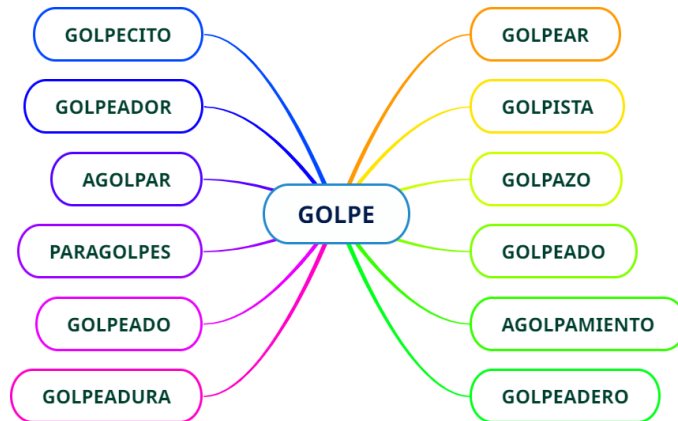 GOLPECITO
GOLPEAR
GOLPEADOR
GOLPISTA
AGOLPAR
GOLPAZO
GOLPE
PARAGOLPES
GOLPEADO
GOLPEADO
AGOLPAMIENTO
GOLPEADURA
GOLPEADERO